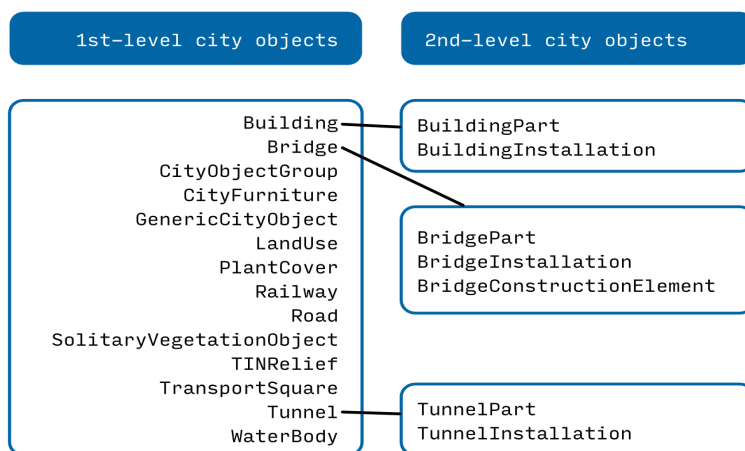 1st-level city objects
2nd-level city objects
Building
Bridge
CityObjectGroup
CityFurniture
GenericCityObject
LandUse
PlantCover
Railway
Road
SolitaryVegetationObject
TINRelief
TransportSquare
Tunnel
WaterBody
BuildingPart
BuildingInstallation
BridgePart
BridgeInstallation
BridgeConstructionElement
TunnelPart
TunnelInstallation